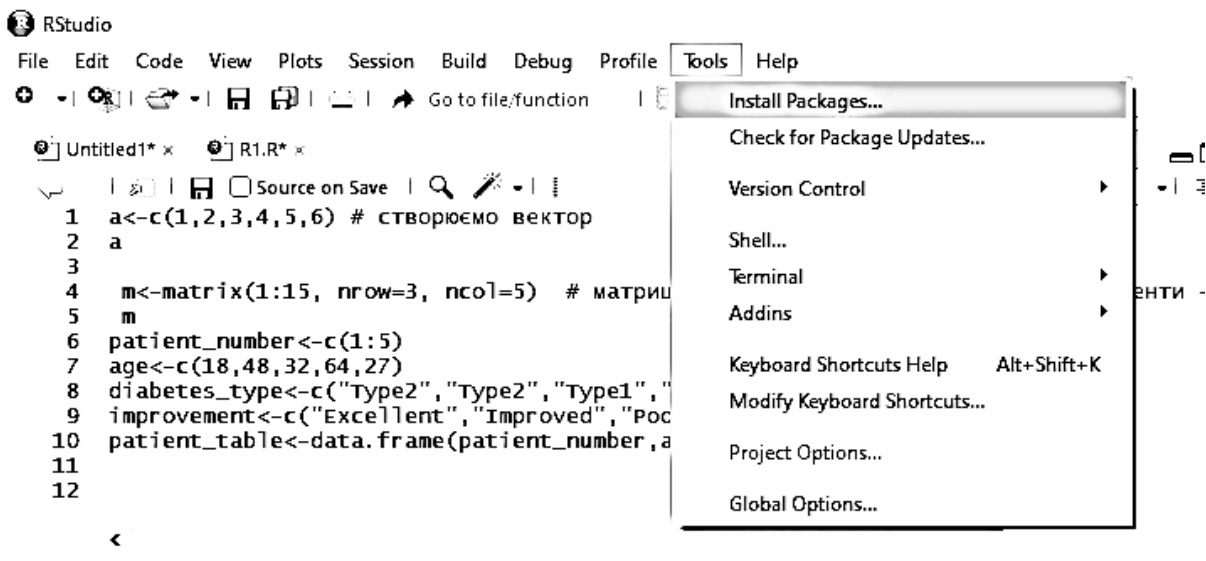 RStudio
File Edit Code View Plots Session Build Debug Profile Tools Help
Go to file/function
Install Packages...
Check for Package Updates...
Version Control
Shell...
Terminal
Addins
Keyboard Shortcuts Help Alt+Shift+K
Modify Keyboard Shortcuts...
Project Options...
Global Options...
Untitled1* × R1.R* ×
Source on Save
1 a<-c(1,2,3,4,5,6) # створюємо вектор
2 a
3
4 m<-matrix(1:15, nrow=3, ncol=5) # матриц енти -
5 m
6 patient_number<-c(1:5)
7 age<-c(18,48,32,64,27)
8 diabetes_type<-c("Type2","Type2","Type1","
9 improvement<-c("Excellent","Improved","Poo
10 patient_table<-data.frame(patient_number,a
11
12